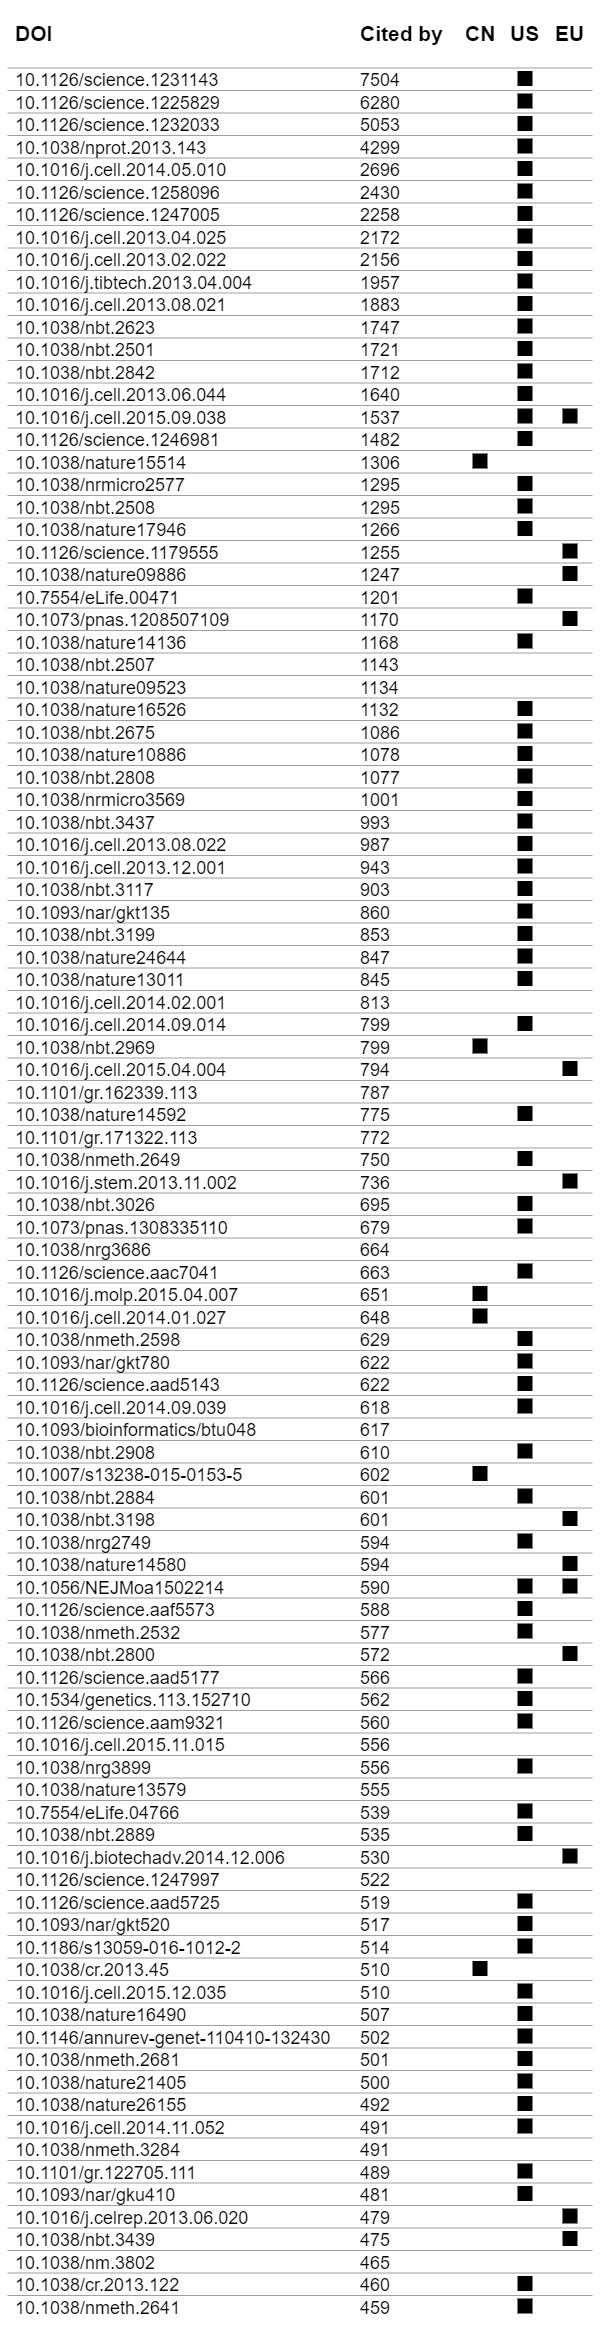 DOI Cited by CN US EU
10.1126/science.1231143 7504
10.1126/science.1225829 6280
10.1126/science.1232033 5053
10.1038/nprot.2013.143 4299
10.1016/j.cell.2014.05.010 2696
10.1126/science.1258096 2430
10.1126/science.1247005 2258
10.1016/j.cell.2013.04.025 2172
10.1016/j.cell.2013.02.022 2156
10.1016/j.tibtech.2013.04.004 1957
10.1016/j.cell.2013.08.021 1883
10.1038/nbt.2623 1747
10.1038/nbt.2501 1721
10.1038/nbt.2842 1712
10.1016/j.cell.2013.06.044 1640
10.1016/j.cell.2015.09.038 1537
10.1126/science.1246981 1482
10.1038/nature15514 1306
10.1038/nrmicro2577 1295
10.1038/nbt.2508 1295
10.1038/nature17946 1266
10.1126/science.1179555 1255
10.1038/nature09886 1247
10.7554/eLife.00471 1201
10.1073/pnas.1208507109 1170
10.1038/nature14136 1168
10.1038/nbt.2507 1143
10.1038/nature09523 1134
10.1038/nature16526 1132
10.1038/nbt.2675 1086
10.1038/nature10886 1078
10.1038/nbt.2808 1077
10.1038/nrmicro3569 1001
10.1038/nbt.3437 993
10.1016/j.cell.2013.08.022 987
10.1016/j.cell.2013.12.001 943
10.1038/nbt.3117 903
10.1093/nar/gkt135 860
10.1038/nbt.3199 853
10.1038/nature24644 847
10.1038/nature13011 845
10.1016/j.cell.2014.02.001 813
10.1016/j.cell.2014.09.014 799
10.1038/nbt.2969 799
10.1016/j.cell.2015.04.004 794
10.1101/gr.162339.113 787
10.1038/nature14592 775
10.1101/gr.171322.113 772
10.1038/nmeth.2649 750
10.1016/j.stem.2013.11.002 736
10.1038/nbt.3026 695
10.1073/pnas.1308335110 679
10.1038/nrg3686 664
10.1126/science.aac7041 663
10.1016/j.molp.2015.04.007 651
10.1016/j.cell.2014.01.027 648
10.1038/nmeth.2598 629
10.1093/nar/gkt780 622
10.1126/science.aad5143 622
10.1016/j.cell.2014.09.039 618
10.1093/bioinformatics/btu048 617
10.1038/nbt.2908 610
10.1007/s13238-015-0153-5 602
10.1038/nbt.2884 601
10.1038/nbt.3198 601
10.1038/nrg2749 594
10.1038/nature14580 594
10.1056/NEJMoa1502214 590
10.1126/science.aaf5573 588
10.1038/nmeth.2532 577
10.1038/nbt.2800 572
10.1126/science.aad5177 566
10.1534/genetics.113.152710 562
10.1126/science.aam9321 560
10.1016/j.cell.2015.11.015 556
10.1038/nrg3899 556
10.1038/nature13579 555
10.7554/eLife.04766 539
10.1038/nbt.2889 535
10.1016/j.biotechadv.2014.12.006 530
10.1126/science.1247997 522
10.1126/science.aad5725 519
10.1093/nar/gkt520 517
10.1186/s13059-016-1012-2 514
10.1038/cr.2013.45 510
10.1016/j.cell.2015.12.035 510
10.1038/nature16490 507
10.1146/annurev-genet-110410-132430 502
10.1038/nmeth.2681 501
10.1038/nature21405 500
10.1038/nature26155 492
10.1016/j.cell.2014.11.052 491
10.1038/nmeth.3284 491
10.1101/gr.122705.111 489
10.1093/nar/gku410 481
10.1016/j.celrep.2013.06.020 479
10.1038/nbt.3439 475
10.1038/nm.3802 465
10.1038/cr.2013.122 460
10.1038/nmeth.2641 459